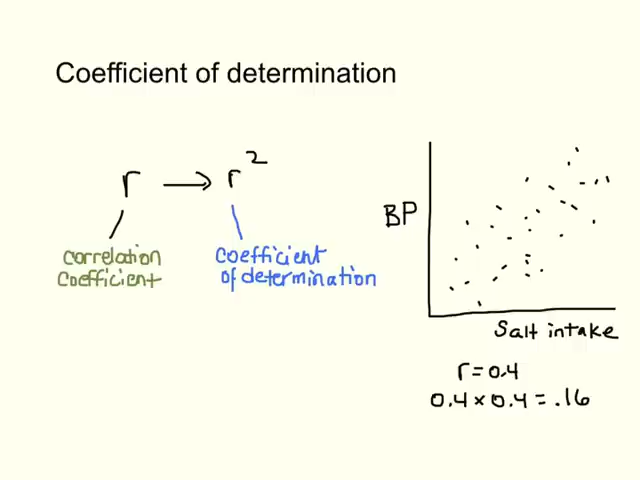 Coefficient of determination
r → r²
correlation
coefficient
coefficient
of determination
BP
Salt intake
r = 0.4
0.4 × 0.4 = .16